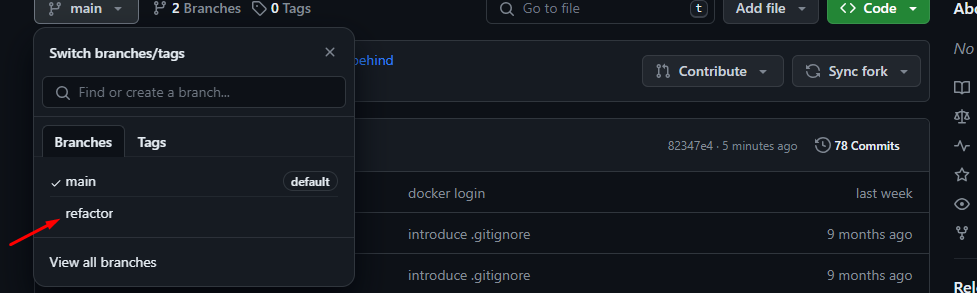 main
2 Branches
0 Tags
Go to file
t
Add file
<> Code
Switch branches/tags
behind
Find or create a branch...
Contribute
Sync fork
Branches
Tags
82347e4 · 5 minutes ago
78 Commits
main
default
docker login
last week
refactor
introduce .gitignore
9 months ago
View all branches
introduce .gitignore
9 months ago
Abo
No
Rel